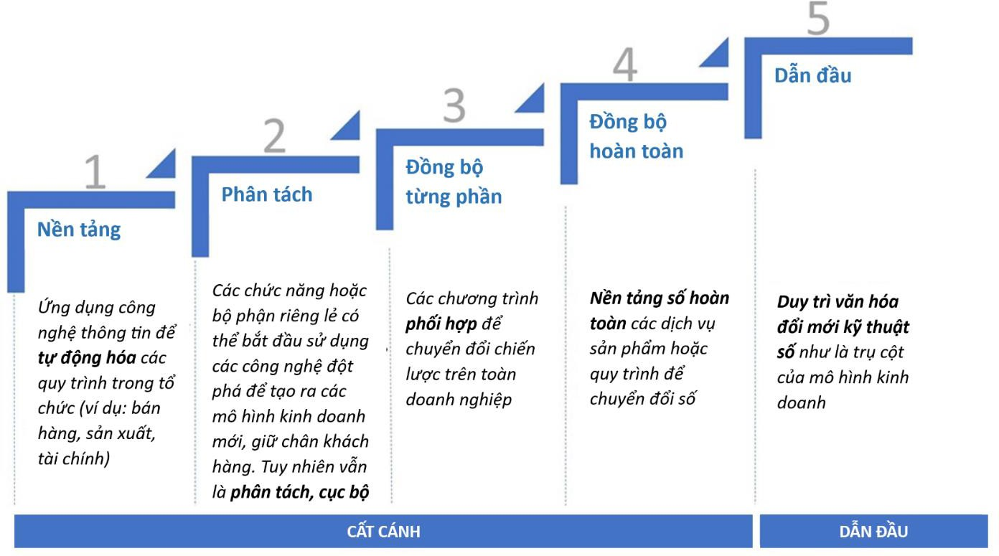 1
Nền tảng
Ứng dụng công
nghệ thông tin để
tự động hóa các
quy trình trong tổ
chức (ví dụ: bán
hàng, sản xuất,
tài chính)
2
Phân tách
Các chức năng hoặc
bộ phận riêng lẻ có
thể bắt đầu sử dụng
các công nghệ đột
phá để tạo ra các
mô hình kinh doanh
mới, giữ chân khách
hàng. Tuy nhiên vẫn
là phân tách, cục bộ
3
Đồng bộ
từng phần
Các chương trình
phối hợp để
chuyển đổi chiến
lược trên toàn
doanh nghiệp
4
Đồng bộ
hoàn toàn
Nền tảng số hoàn
toàn các dịch vụ
sản phẩm hoặc
quy trình để
chuyển đổi số
5
Dẫn đầu
Duy trì văn hóa
đổi mới kỹ thuật
số như là trụ cột
của mô hình kinh
doanh
CẤT CÁNH
DẪN ĐẦU